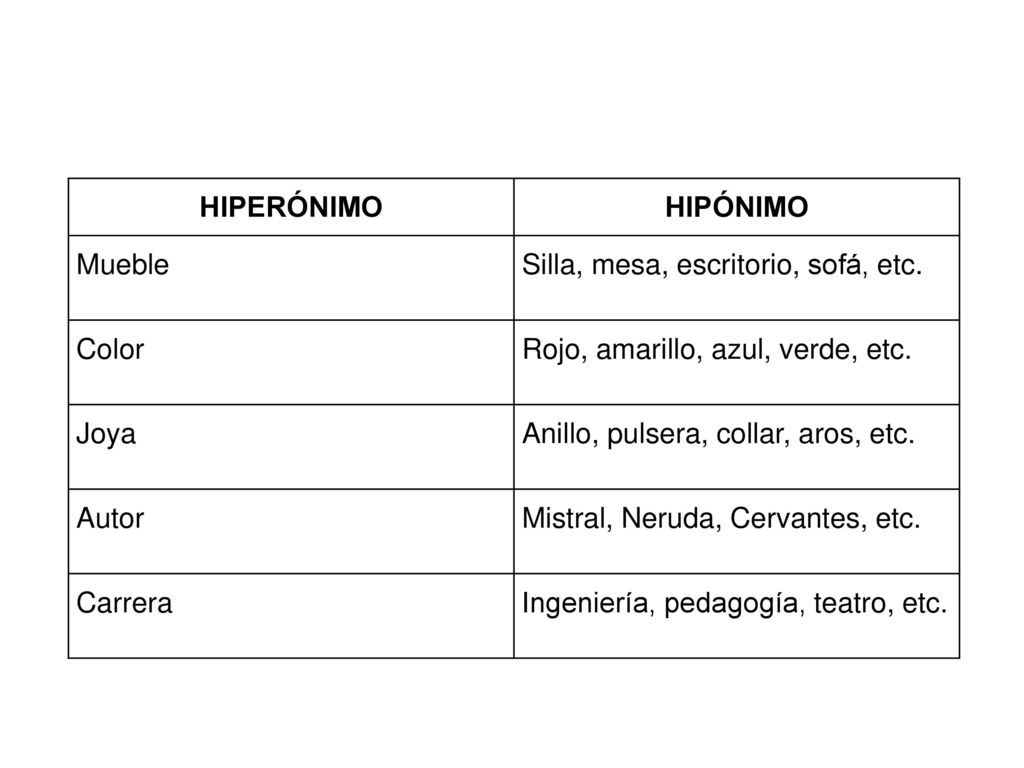 HIPERÓNIMO HIPÓNIMO
Mueble Silla, mesa, escritorio, sofá, etc.
Color Rojo, amarillo, azul, verde, etc.
Joya Anillo, pulsera, collar, aros, etc.
Autor Mistral, Neruda, Cervantes, etc.
Carrera Ingeniería, pedagogía, teatro, etc.